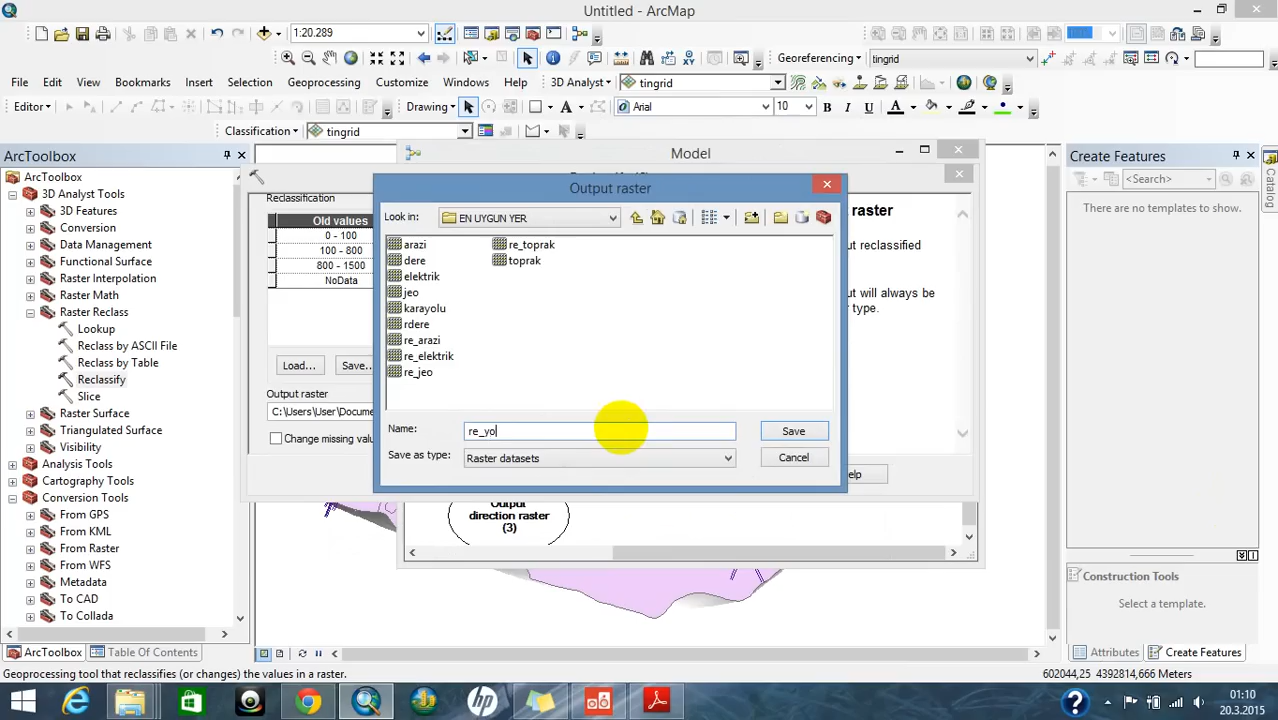 Untitled - ArcMap
1:20.289
Georeferencing
tingrid
File Edit View Bookmarks Insert Selection Geoprocessing Customize Windows Help
3D Analyst
tingrid
Editor
Drawing
Arial
10
B I U A
Classification
tingrid
ArcToolbox
ArcToolbox
3D Analyst Tools
3D Features
Conversion
Data Management
Functional Surface
Raster Interpolation
Raster Math
Raster Reclass
Lookup
Reclass by ASCII File
Reclass by Table
Reclassify
Slice
Raster Surface
Triangulated Surface
Visibility
Analysis Tools
Cartography Tools
Conversion Tools
From GPS
From KML
From Raster
From WFS
Metadata
To CAD
To Collada
ArcToolbox
Table Of Contents
Model
Reclassification
Old values
0 - 100
100 - 800
800 - 1500
NoData
Load...
Save...
Output raster
C:\Users\User\Docume
Change missing valu
raster
ut reclassified
ut will always be
r type.
elp
Output raster
Look in:
EN UYGUN YER
arazi
dere
elektrik
jeo
karayolu
rdere
re_arazi
re_elektrik
re_jeo
re_toprak
toprak
Name:
re_yo
Save
Save as type:
Raster datasets
Cancel
Output
direction raster
(3)
Create Features
<Search>
There are no templates to show.
Construction Tools
Select a template.
Attributes
Create Features
Catalog
Geoprocessing tool that reclassifies (or changes) the values in a raster.
602044,25 4392814,666 Meters
01:10
20.3.2015